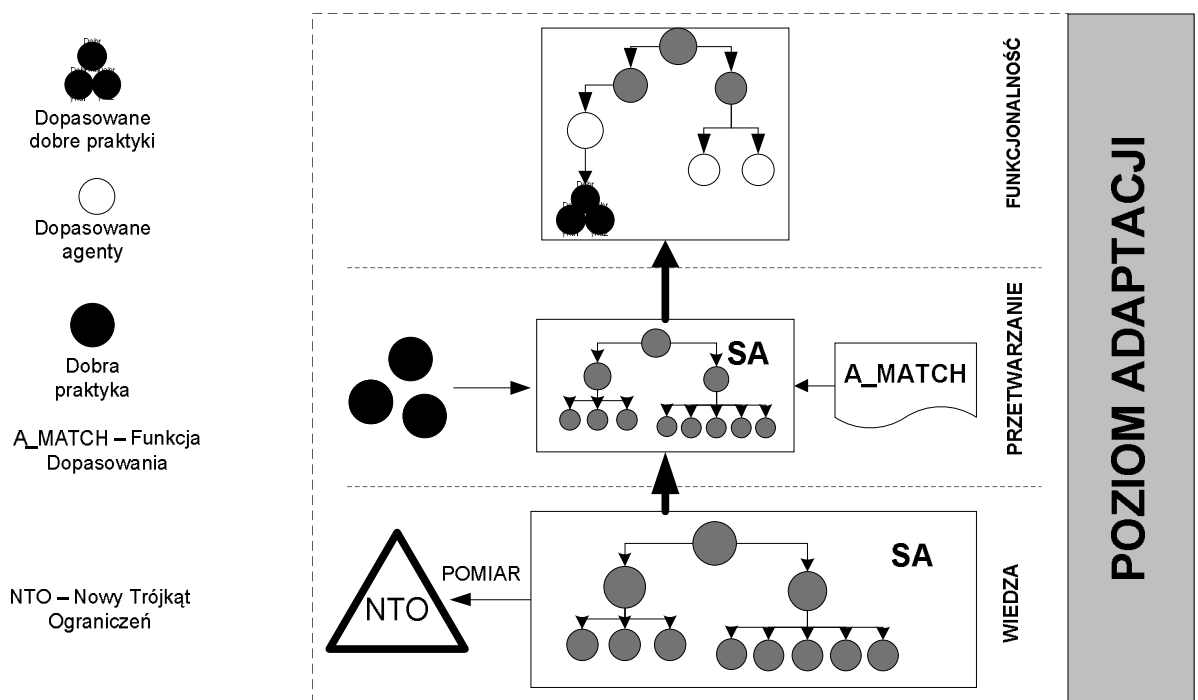 Dopasowane
dobre praktyki
Dopasowane
agenty
Dobra
praktyka
A_MATCH – Funkcja
Dopasowania
NTO – Nowy Trójkąt
Ograniczeń
FUNKCJONALNOŚĆ
PRZETWARZANIE
SA
A_MATCH
WIEDZA
SA
POMIAR
NTO
POZIOM ADAPTACJI